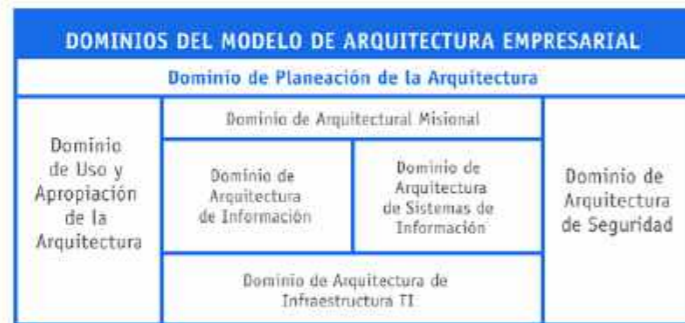 DOMINIOS DEL MODELO DE ARQUITECTURA EMPRESARIAL
Dominio de Planeación de la Arquitectura
Dominio
de Uso y
Apropiación
de la
Arquitectura
Dominio de Arquitectural Misional
Dominio de
Arquitectura
de Información
Dominio de
Arquitectura
de Sistemas de
Información
Dominio de Arquitectura de
Infraestructura TI
Dominio de
Arquitectura
de Seguridad